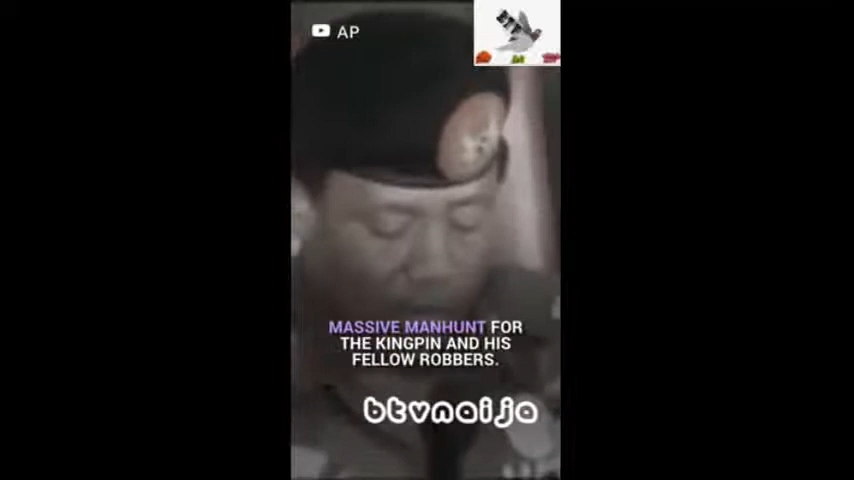 AP
MASSIVE MANHUNT FOR
THE KINGPIN AND HIS
FELLOW ROBBERS.
btvnaija